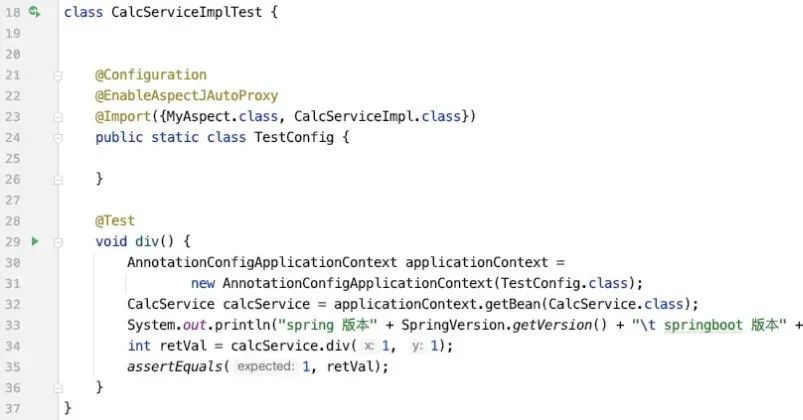 18 class CalcServiceImplTest {
19
20
21 @Configuration
22 @EnableAspectJAutoProxy
23 @Import({MyAspect.class, CalcServiceImpl.class})
24 public static class TestConfig {
25
26 }
27
28 @Test
29 void div() {
30 AnnotationConfigApplicationContext applicationContext =
31 new AnnotationConfigApplicationContext(TestConfig.class);
32 CalcService calcService = applicationContext.getBean(CalcService.class);
33 System.out.println("spring 版本" + SpringVersion.getVersion() + "\t springboot 版本" +
34 int retVal = calcService.div( x: 1, y: 1);
35 assertEquals( expected: 1, retVal);
36 }
37 }